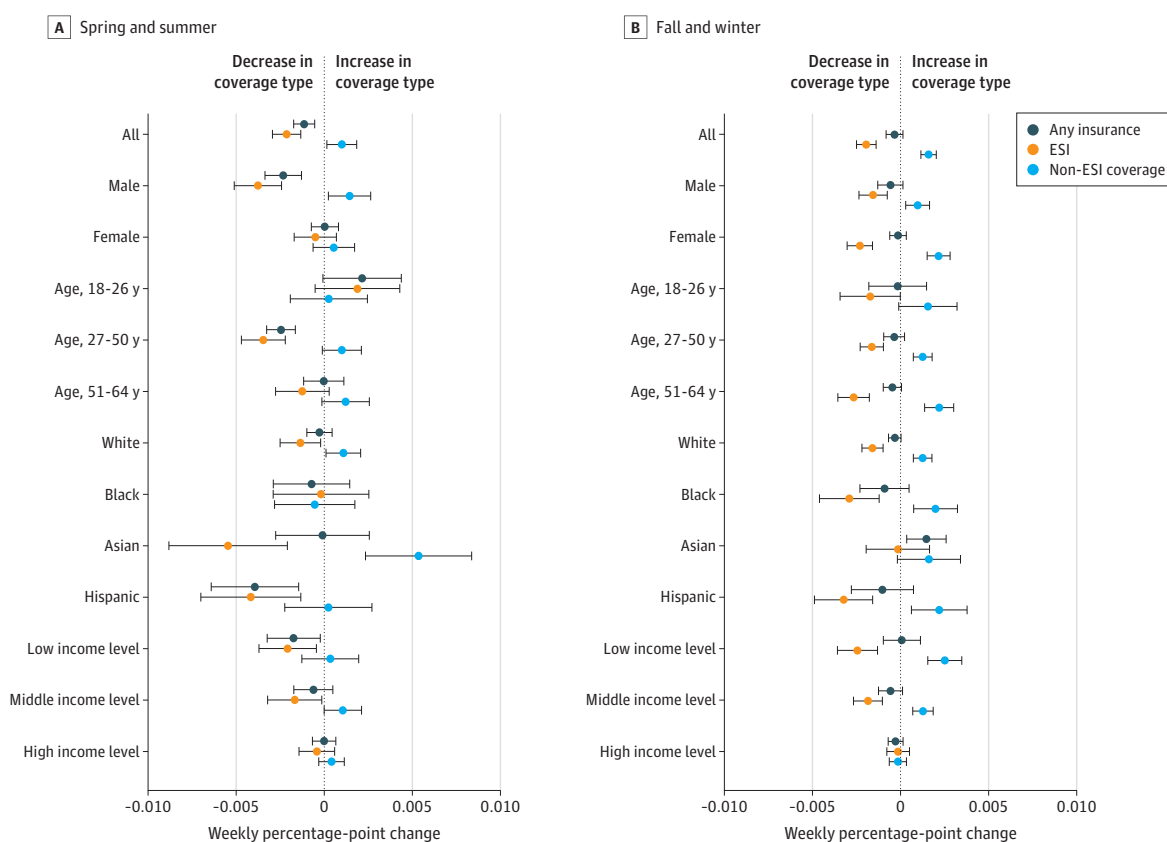 A Spring and summer
Decrease in
coverage type
Increase in
coverage type
All
Male
Female
Age, 18-26 y
Age, 27-50 y
Age, 51-64 y
White
Black
Asian
Hispanic
Low income level
Middle income level
High income level
-0.010 -0.005 0 0.005 0.010
Weekly percentage-point change
B Fall and winter
Decrease in
coverage type
Increase in
coverage type
All
Male
Female
Age, 18-26 y
Age, 27-50 y
Age, 51-64 y
White
Black
Asian
Hispanic
Low income level
Middle income level
High income level
-0.010 -0.005 0 0.005 0.010
Weekly percentage-point change
Any insurance
ESI
Non-ESI coverage